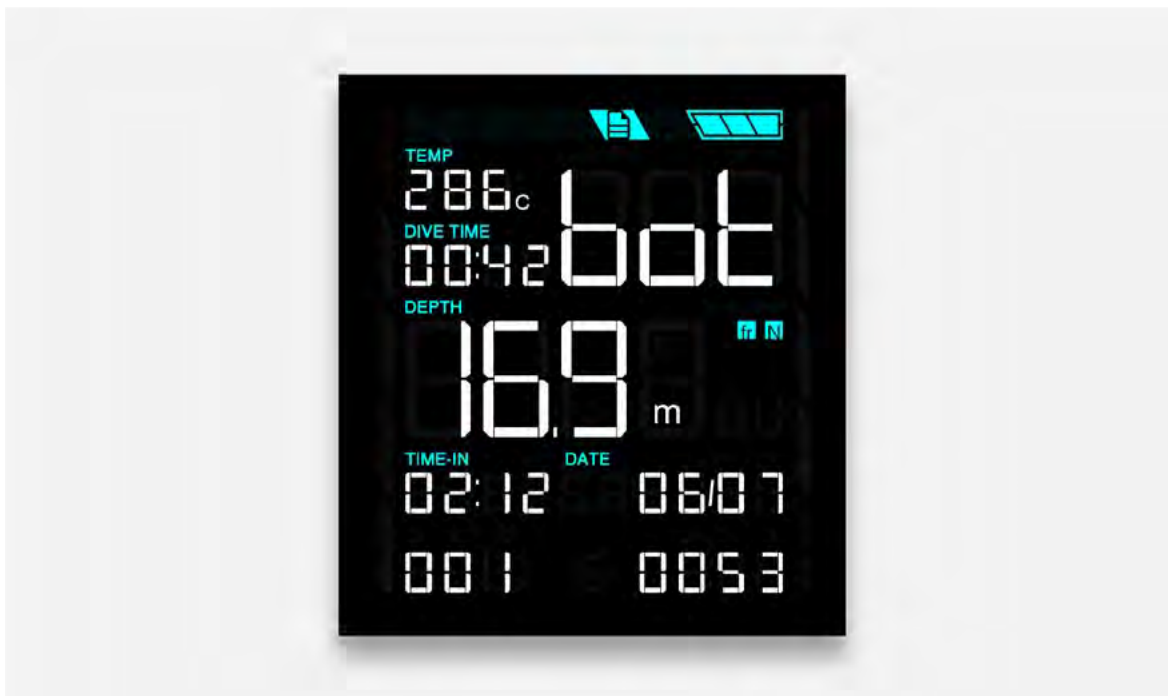 TEMP
286c
DIVE TIME
00:42
bot
DEPTH
fr N
16.9 m
TIME-IN DATE
02:12 06/07
001 0053